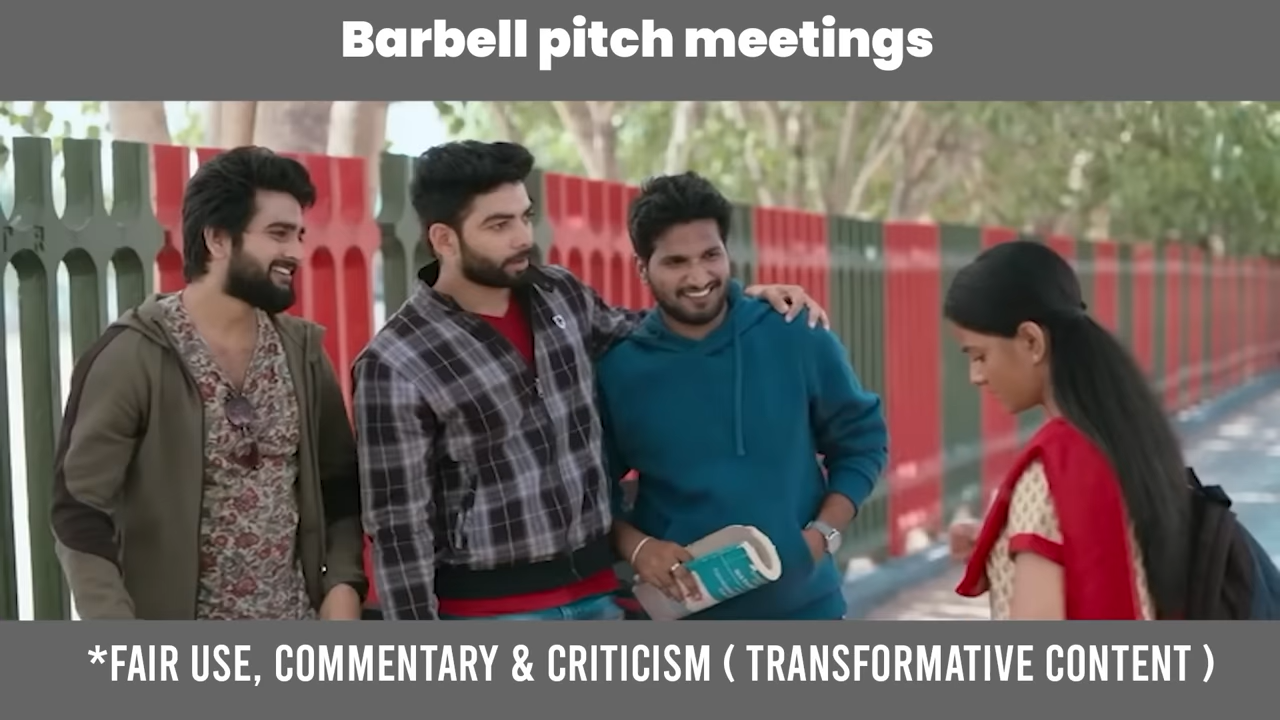 Barbell pitch meetings
*FAIR USE, COMMENTARY & CRITICISM ( TRANSFORMATIVE CONTENT )